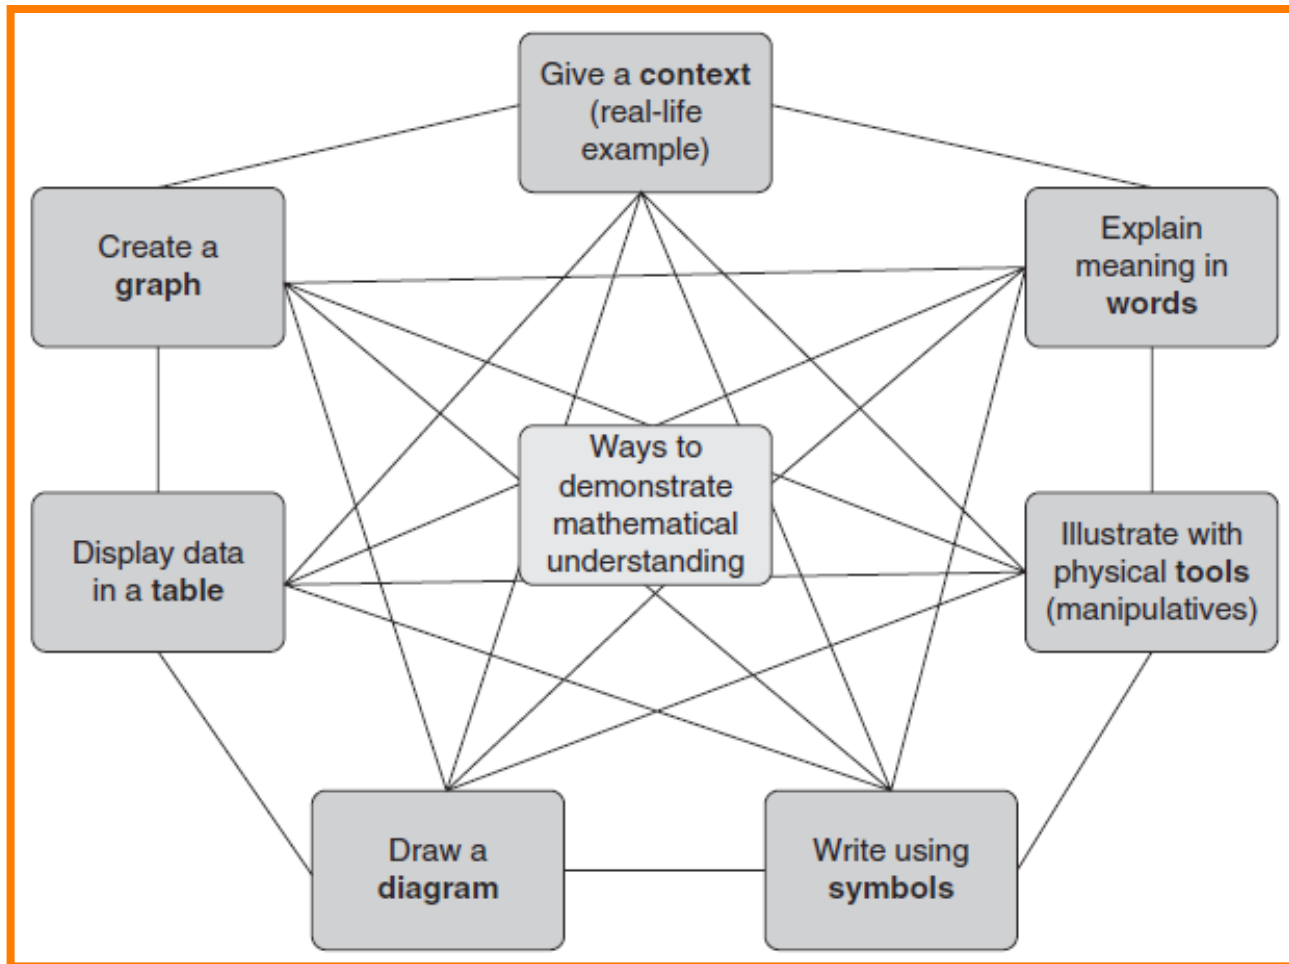 Give a context
(real-life
example)
Create a
graph
Explain
meaning in
words
Ways to
demonstrate
mathematical
understanding
Display data
in a table
Illustrate with
physical tools
(manipulatives)
Draw a
diagram
Write using
symbols